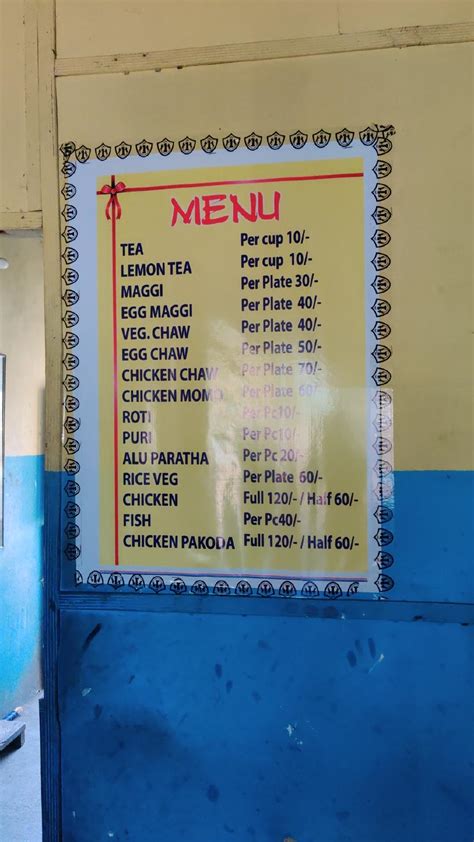 MENU
TEA Per cup 10/-
LEMON TEA Per cup 10/-
MAGGI Per Plate 30/-
EGG MAGGI Per Plate 40/-
VEG. CHAW Per Plate 40/-
EGG CHAW Per Plate 50/-
CHICKEN CHAW Per Plate 70/-
CHICKEN MOMO Per Plate 60/-
ROTI Per Pc10/-
PURI Per Pc10/-
ALU PARATHA Per Pc 20/-
RICE VEG Per Plate 60/-
CHICKEN Full 120/- / Half 60/-
FISH Per Pc40/-
CHICKEN PAKODA Full 120/- / Half 60/-